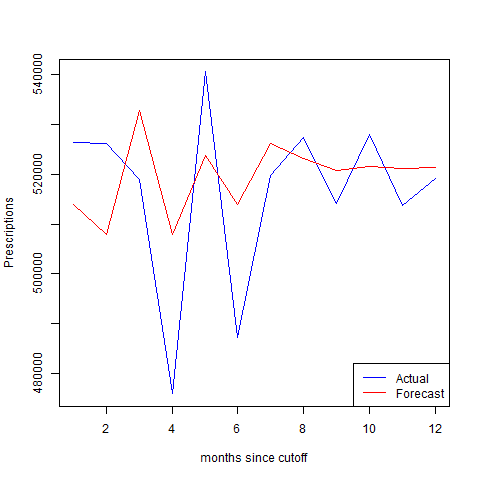 540000
520000
500000
480000
Prescriptions
Actual
Forecast
2 4 6 8 10 12
months since cutoff